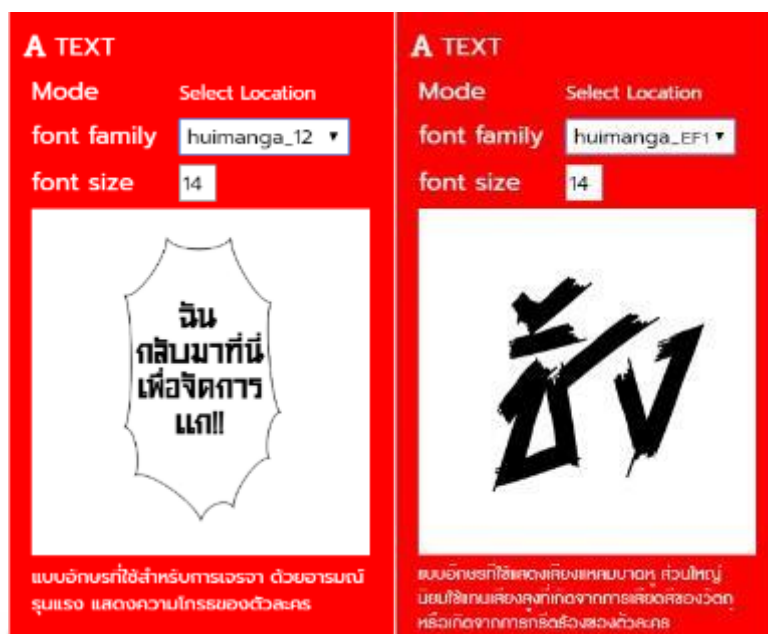 A TEXT
Mode Select Location
font family huimanga_12
font size 14
ฉัน
กลับมาที่นี่
เพื่อจัดการ
แก!!
แบบอักษรที่ใช้สำหรับการเจรจา ด้วยอารมณ์
รุนแรง แสดงความโกรธของตัวละคร
A TEXT
Mode Select Location
font family huimanga_EF1
font size 14
แบบอักษรที่ใช้แสดงเสียงแหลมบาดหู ส่วนใหญ่
นิยมใช้แทนเสียงสูงที่เกิดจากการเสียดสีของวัตถุ
หรือเกิดจากการกรีดร้องของตัวละคร